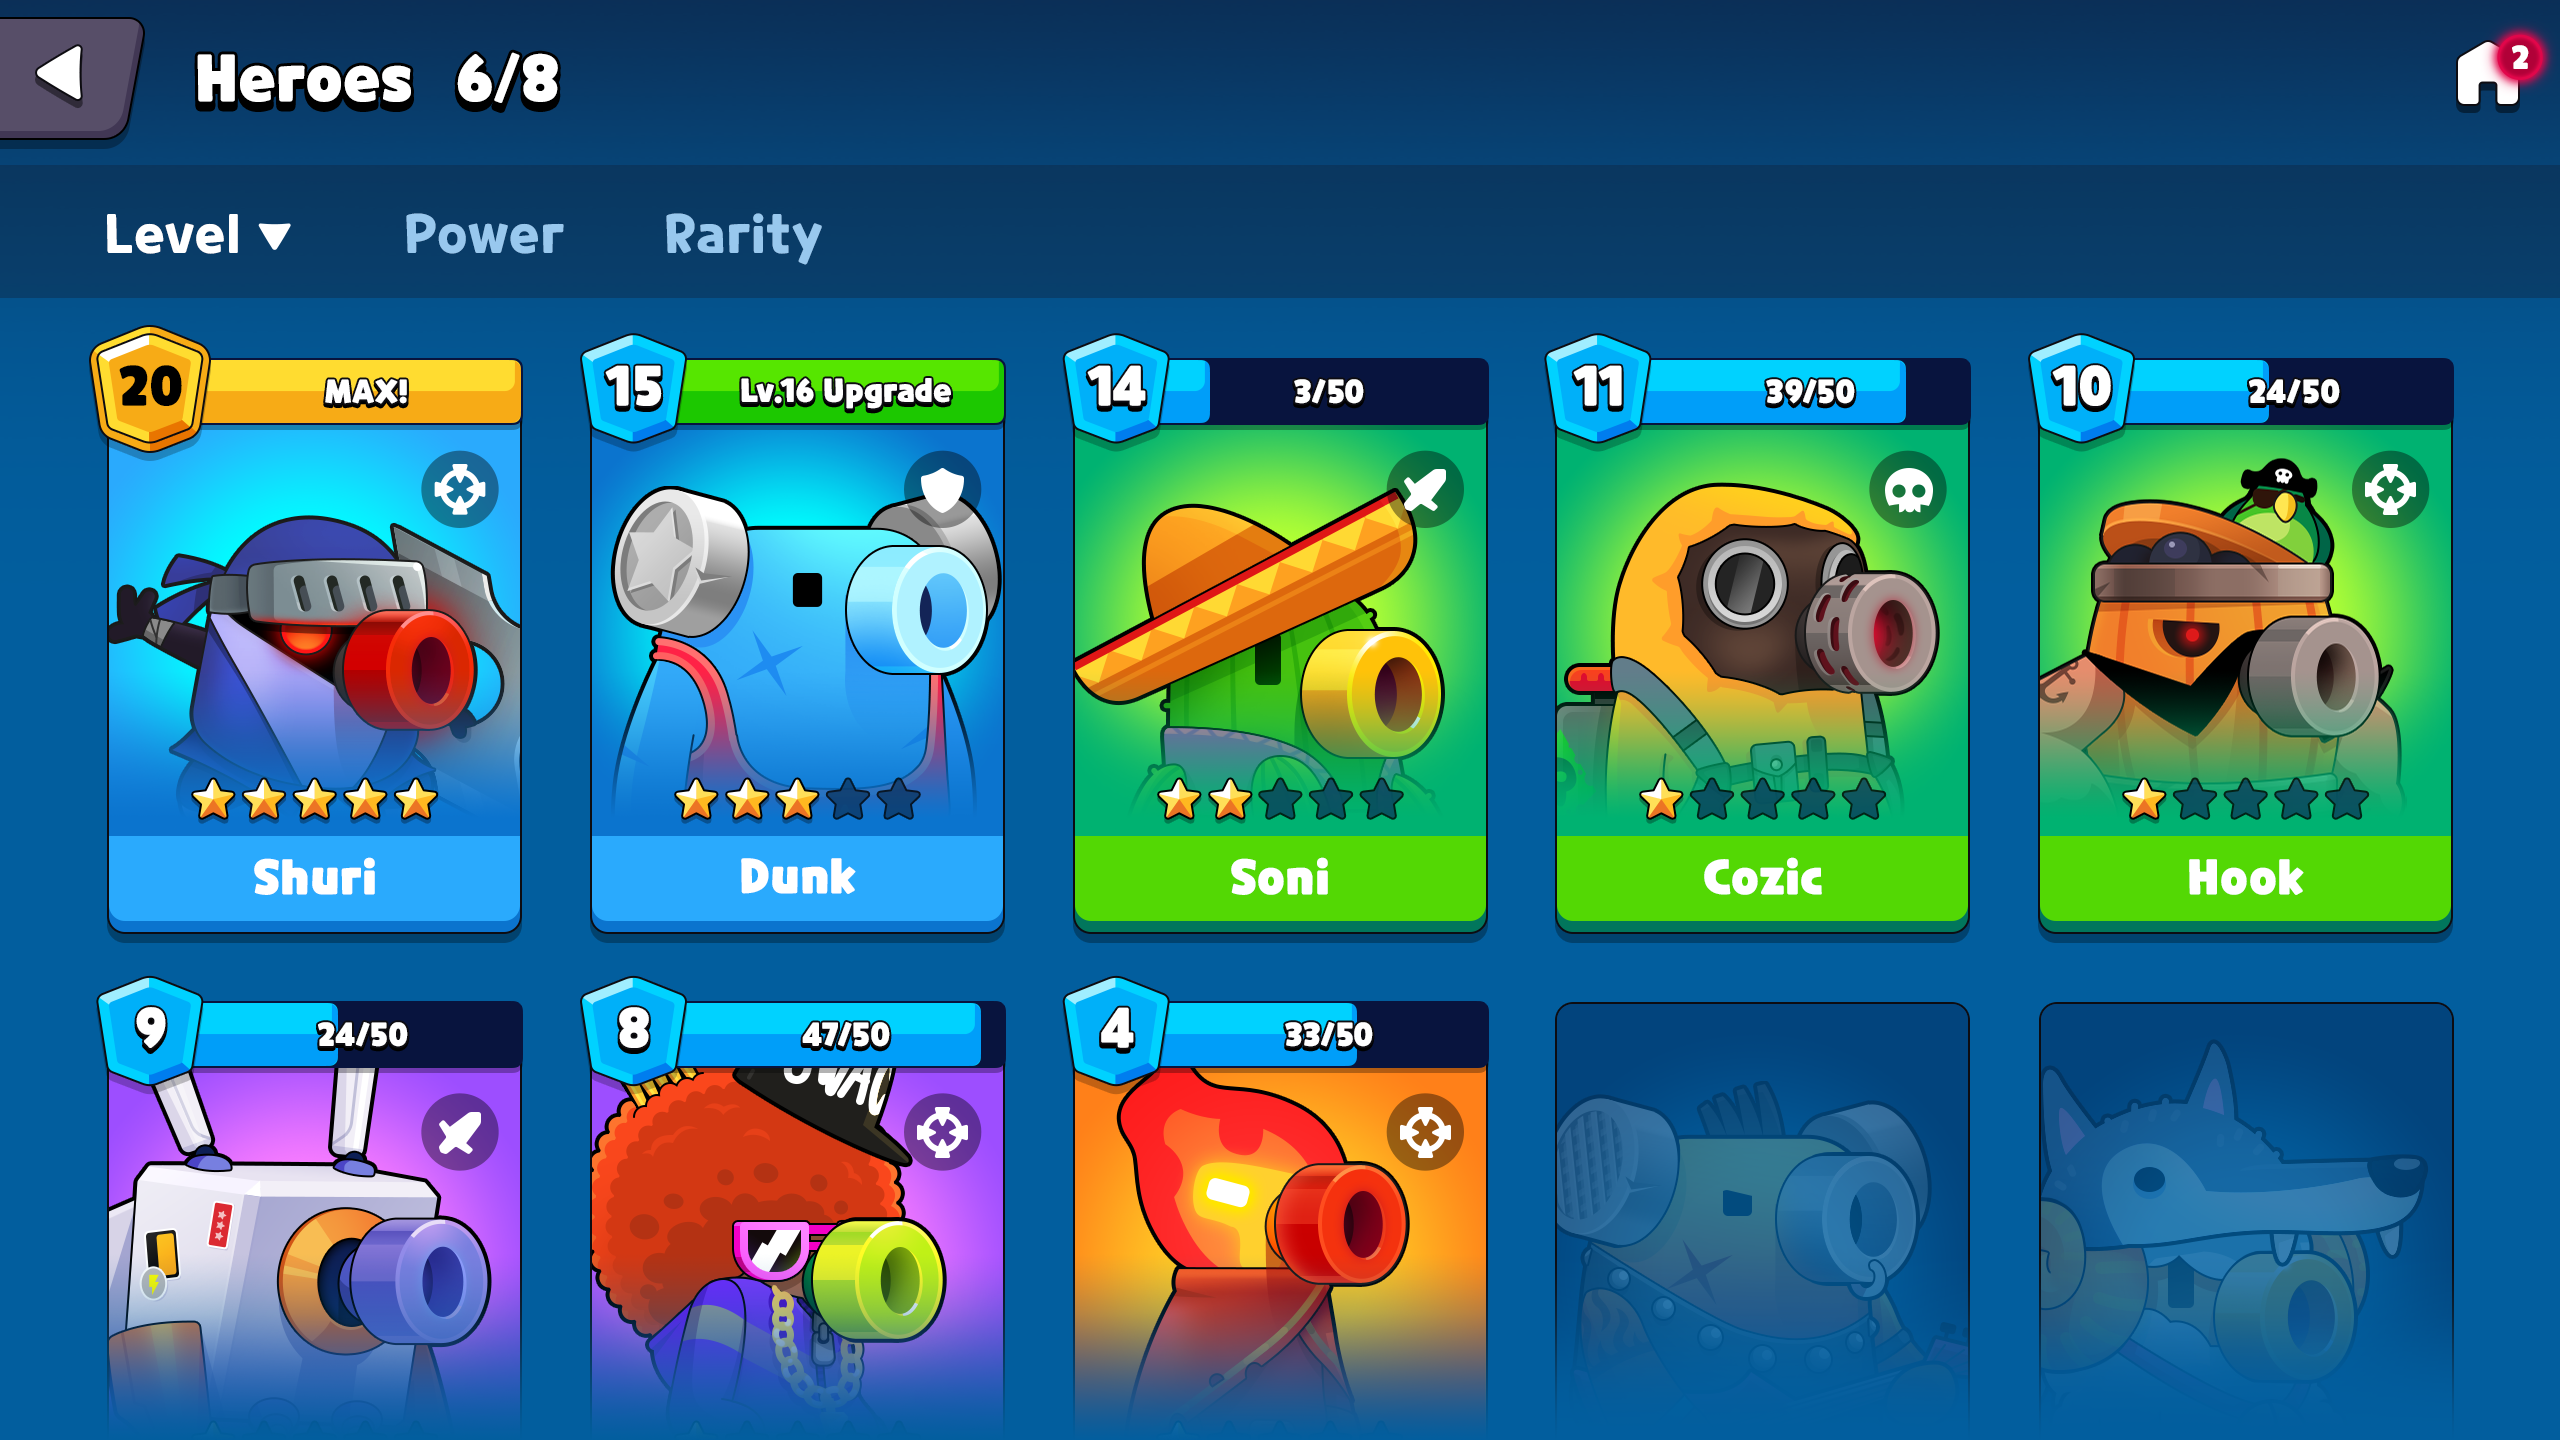 Heroes 6/8
2
Level Power Rarity
20 MAX!
15 Lv.16 Upgrade
14 3/50
11 39/50
10 24/50
Shuri
Dunk
Soni
Cozic
Hook
9 24/50
8 47/50
4 33/50